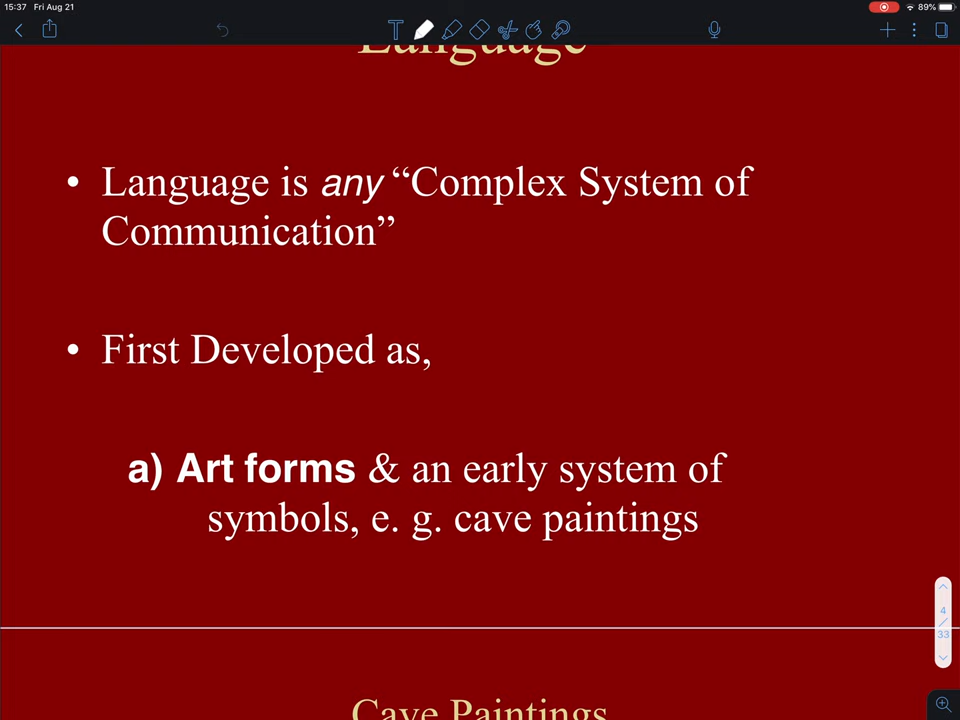 15:37 Fri Aug 21
89%
T
Language
• Language is any “Complex System of
Communication”
• First Developed as,
a) Art forms & an early system of
symbols, e. g. cave paintings
4
/
33
Cave Paintings